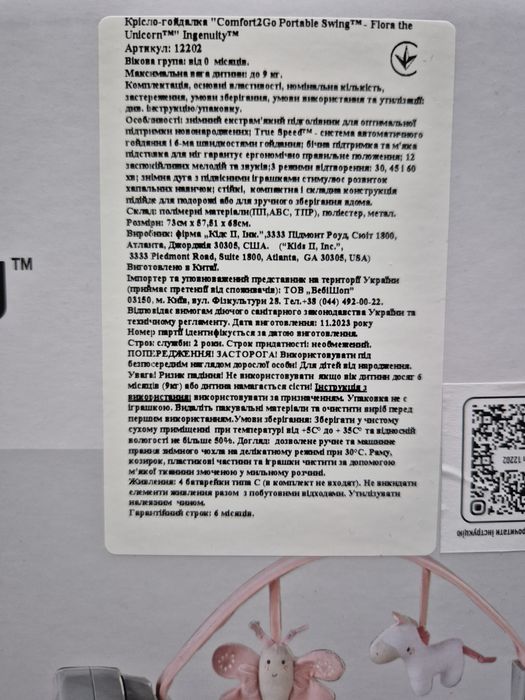 Крісло-гойдалка "Comfort2Go Portable Swing™ - Flora the
Unicorn™" Ingenuity™
Артикул: 12202
Вікова група: від 0 місяців.
Максимальна вага дитини: до 9 кг.
Комплектація, основні властивості, номінальна кількість,
застереження, умови зберігання, умови використання та утилізації:
див. інструкцію/упаковку.
Особливості: знімний екстрам'який підголівник для оптимальної
підтримки новонароджених; True Speed™ - система автоматичного
гойдання і 6-ма швидкостями гойдання; бічна підтримка та м'яка
підставка для ніг гарантує ергономічно правильне положення; 12
заспокійливих мелодій та звуків; 3 режими відтворення: 30, 45 і 60
хв; знімна дуга з підвісними іграшками стимулює розвиток
хапальних навичок; стійкі, компактна і складна конструкція
підійде для подорожі або для зручного зберігання вдома.
Склад: полімерні матеріали(ПП,АВС, ТПР), поліестер, метал.
Розміри: 73см х 57,81 х 68см.
Виробник: фірма „Кідс ІІ, Інк.",3333 Підмонт Роуд, Сюіт 1800,
Атланта, Джорджія 30305, США. ("Kids II, Inc.",
3333 Piedmont Road, Suite 1800, Atlanta, GA 30305, USA)
Виготовлено в Китаї.
Імпортер та уповноважений представник на території України
(приймає претензії від споживачів): ТОВ „ВебіШоп"
03150, м. Київ, вул. Фізкультури 28. Тел.+38 (044) 492-00-22.
Відповідає вимогам діючого санітарного законодавства України та
технічному регламенту. Дата виготовлення: 11.2023 року
Номер партії ідентифікується за датою виготовлення.
Строк служби: 2 роки. Строк придатності: необмежений.
ПОПЕРЕДЖЕННЯ! ЗАСТОРОГА! Використовувати під
безпосереднім наглядом дорослої особи! Для дітей від народження.
Увага! Ризик падіння! Не використовувати якщо вік дитини досяг 6
місяців (9кг) або дитина намагається сісти! Інструкція з
використання: використовувати за призначенням. Упаковка не є
іграшкою. Видаліть пакувальні матеріали та очистити виріб перед
першим використанням. Умови зберігання: Зберігати у чистому
сухому приміщенні при температурі від +5С° до + 35С° та відносній
вологості не більше 50%. Догляд: дозволене ручне та машинне
прання знімного чохла на делікатному режимі при 30°С. Раму,
козирок, пластикові частини та іграшки чистити за допомогою
м'якої тканини змоченою у мильному розчині.
Живлення: 4 батарейки типа С (в комплект не входят). Не викидати
елементи живлення разом з побутовими відходами. Утилізувати
належним чином.
Гарантійний строк: 6 місяців.
TM
12202
рочитати інструкцію